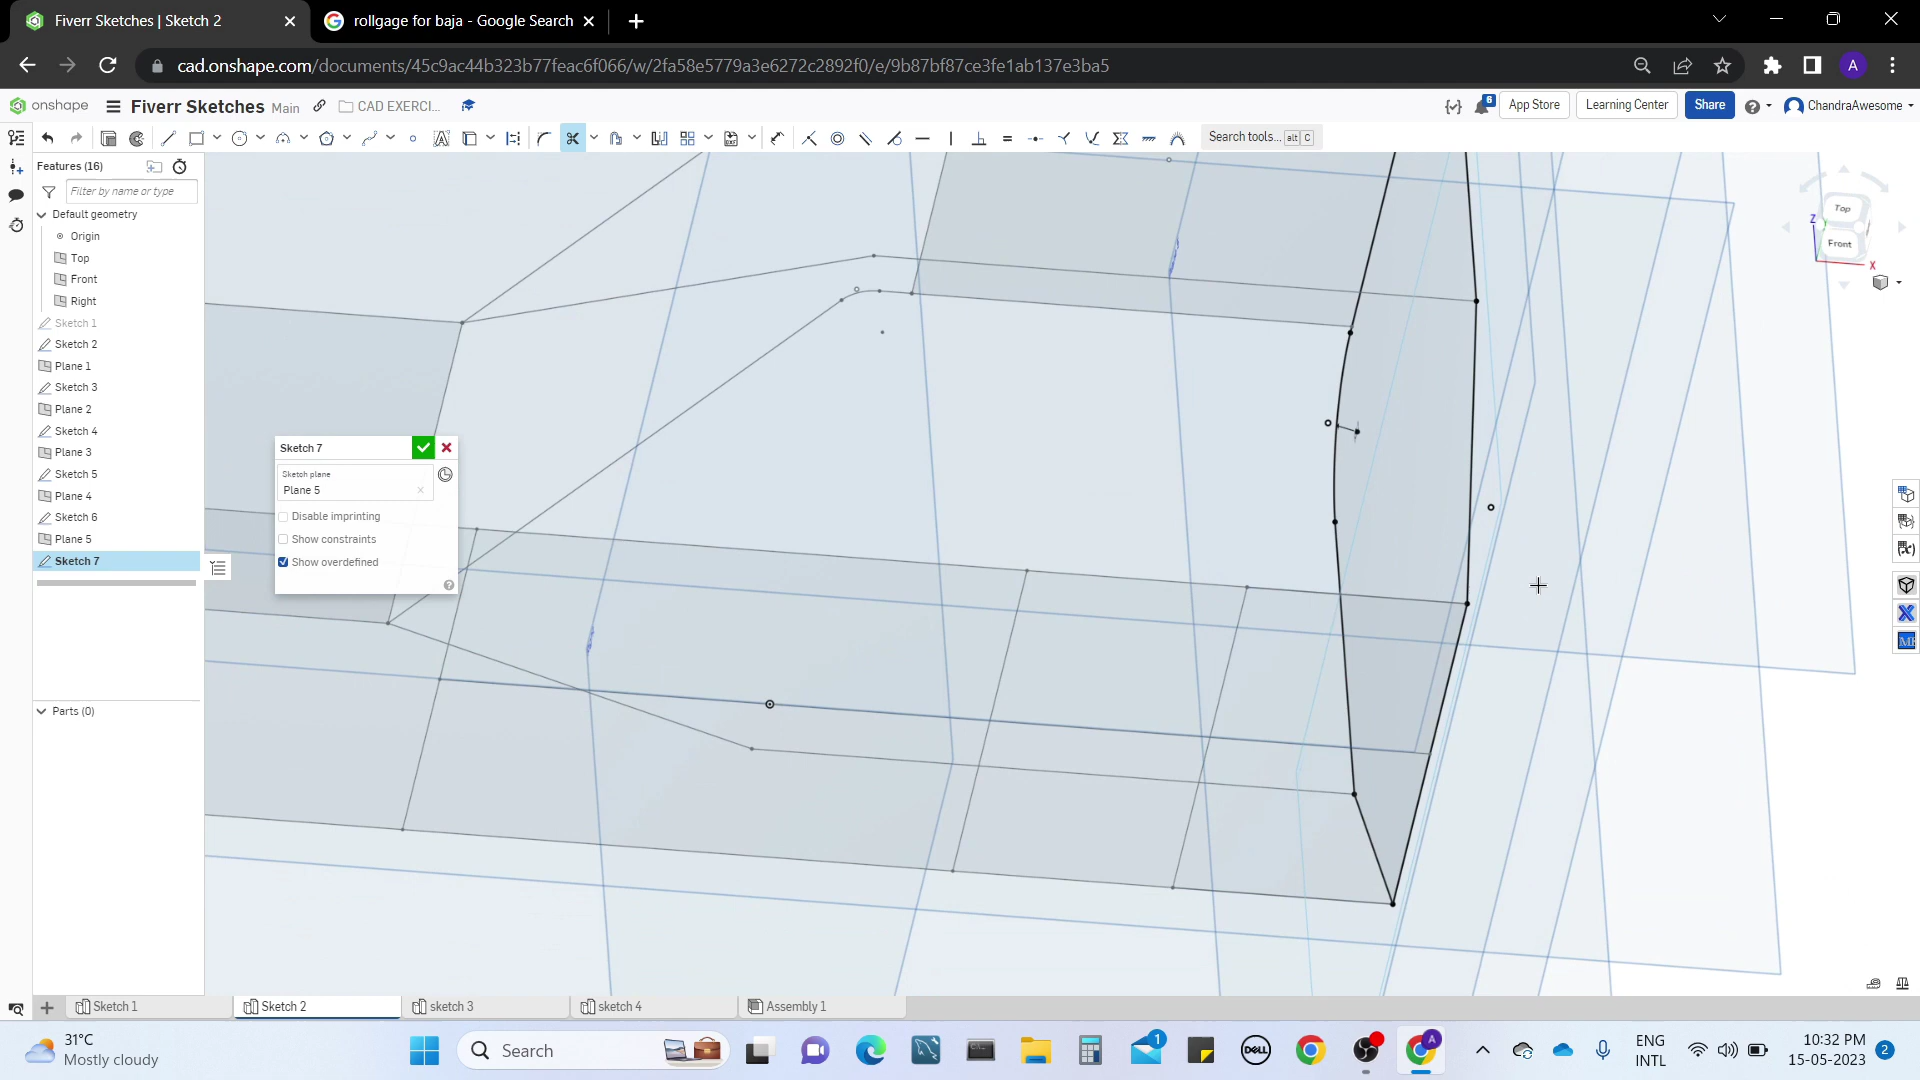 Fiverr Sketches | Sketch 2
rollgage for baja - Google Search
cad.onshape.com/documents/45c9ac44b323b77feac6f066/w/2fa58e5779a3e6272c2892f0/e/9b87bf87ce3fe1ab137e3ba5
A
onshape
Fiverr Sketches Main
CAD EXERCI...
6
App Store
Learning Center
Share
ChandraAwesome
Search tools... alt C
Features (16)
Filter by name or type
Default geometry
Origin
Top
Front
Right
Sketch 1
Sketch 2
Plane 1
Sketch 3
Plane 2
Sketch 4
Plane 3
Sketch 5
Plane 4
Sketch 6
Plane 5
Sketch 7
Parts (0)
Sketch 7
Sketch plane
Plane 5
Disable imprinting
Show constraints
Show overdefined
Top
Front
Z
X
Sketch 1
Sketch 2
sketch 3
sketch 4
Assembly 1
31°C
Mostly cloudy
Search
1
DELL
A
ENG
INTL
10:32 PM
15-05-2023
2